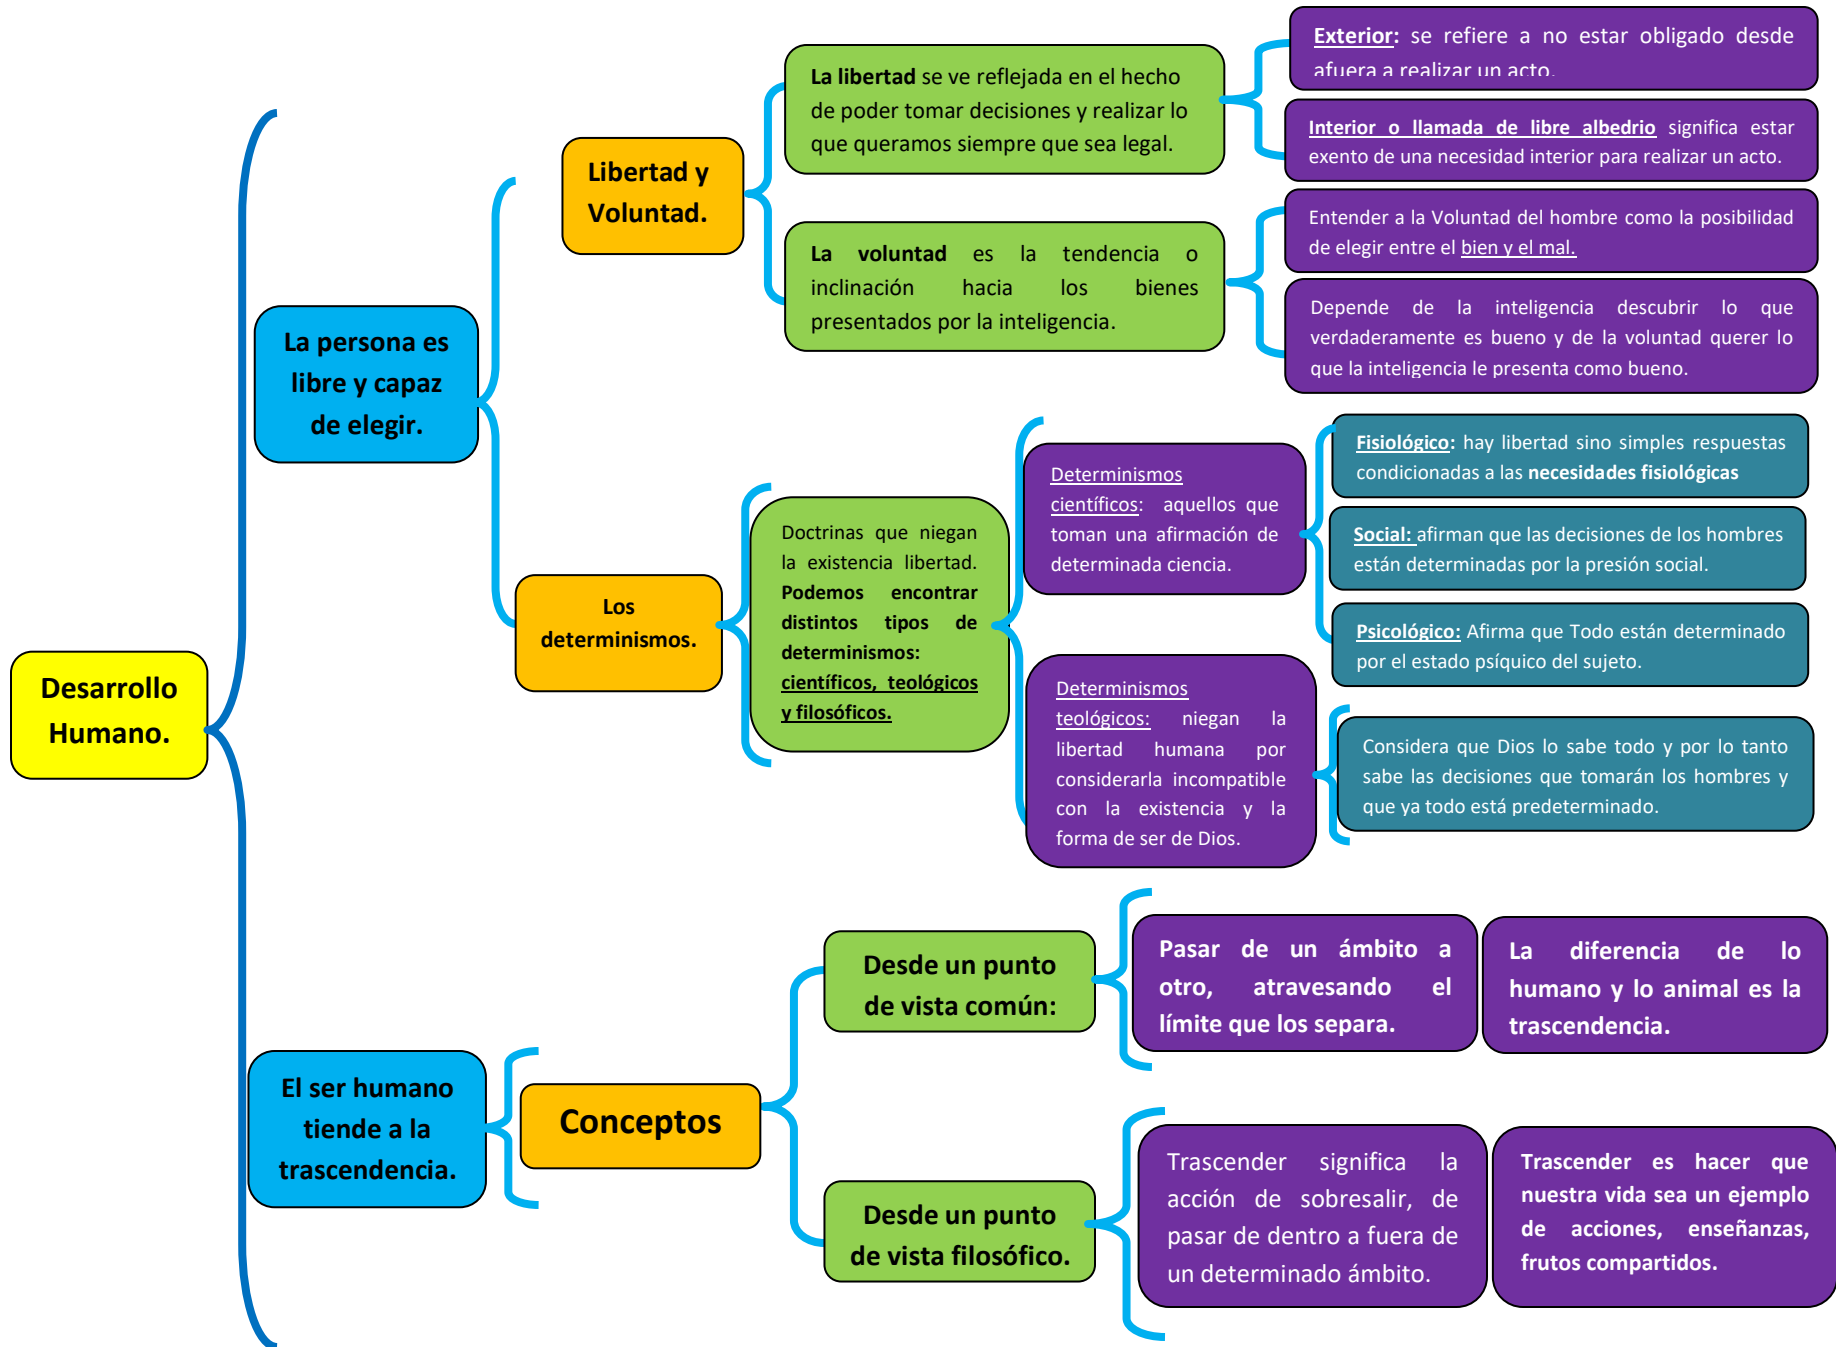 Desarrollo
Humano.
La persona es
libre y capaz
de elegir.
Libertad y
Voluntad.
La libertad se ve reflejada en el hecho
de poder tomar decisiones y realizar lo
que queramos siempre que sea legal.
Exterior: se refiere a no estar obligado desde
afuera a realizar un acto.
Interior o llamada de libre albedrio significa estar
exento de una necesidad interior para realizar un acto.
La voluntad es la tendencia o
inclinación hacia los bienes
presentados por la inteligencia.
Entender a la Voluntad del hombre como la posibilidad
de elegir entre el bien y el mal.
Depende de la inteligencia descubrir lo que
verdaderamente es bueno y de la voluntad querer lo
que la inteligencia le presenta como bueno.
Los
determinismos.
Doctrinas que niegan
la existencia libertad.
Podemos encontrar
distintos tipos de
determinismos:
científicos, teológicos
y filosóficos.
Determinismos
científicos: aquellos que
toman una afirmación de
determinada ciencia.
Fisiológico: hay libertad sino simples respuestas
condicionadas a las necesidades fisiológicas
Social: afirman que las decisiones de los hombres
están determinadas por la presión social.
Psicológico: Afirma que Todo están determinado
por el estado psíquico del sujeto.
Determinismos
teológicos: niegan la
libertad humana por
considerarla incompatible
con la existencia y la
forma de ser de Dios.
Considera que Dios lo sabe todo y por lo tanto
sabe las decisiones que tomarán los hombres y
que ya todo está predeterminado.
El ser humano
tiende a la
trascendencia.
Conceptos
Desde un punto
de vista común:
Pasar de un ámbito a
otro, atravesando el
límite que los separa.
La diferencia de lo
humano y lo animal es la
trascendencia.
Desde un punto
de vista filosófico.
Trascender significa la
acción de sobresalir, de
pasar de dentro a fuera de
un determinado ámbito.
Trascender es hacer que
nuestra vida sea un ejemplo
de acciones, enseñanzas,
frutos compartidos.